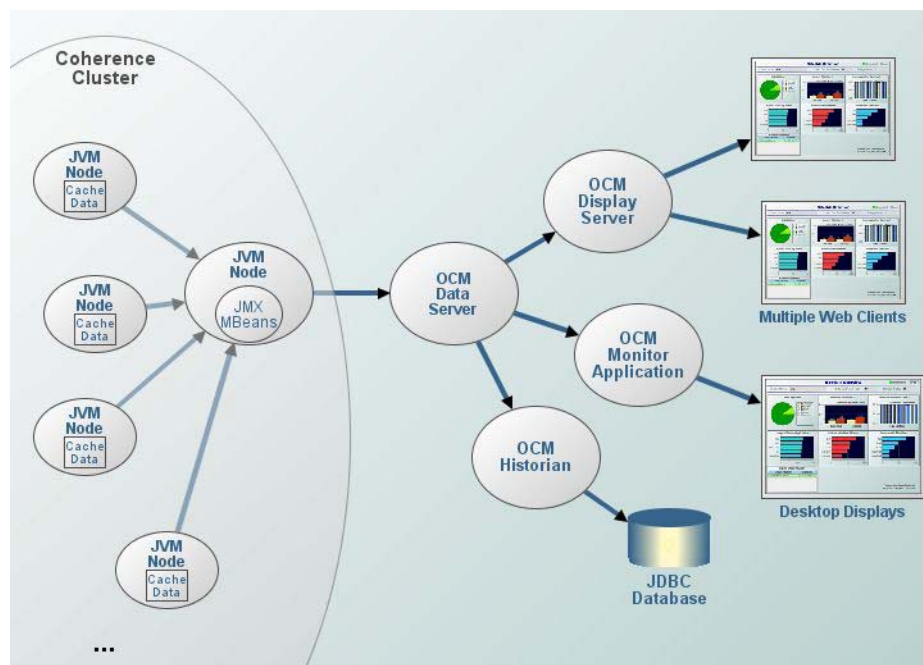 Coherence
Cluster
JVM
Node
Cache
Data
JVM
Node
Cache
Data
JVM
Node
Cache
Data
JVM
Node
Cache
Data
...
JVM
Node
JMX
MBeans
OCM
Data
Server
OCM
Display
Server
OCM
Monitor
Application
OCM
Historian
JDBC
Database
Multiple Web Clients
Desktop Displays